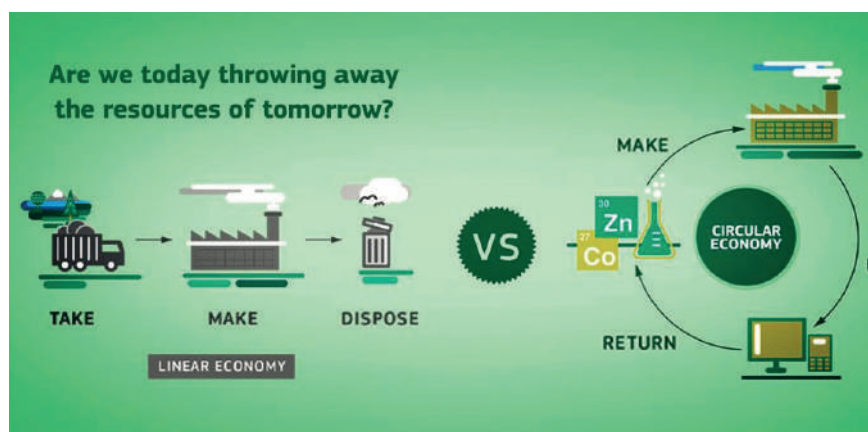 Are we today throwing away
the resources of tomorrow?
TAKE
MAKE
DISPOSE
LINEAR ECONOMY
VS
MAKE
30
Zn
27
Co
CIRCULAR
ECONOMY
RETURN